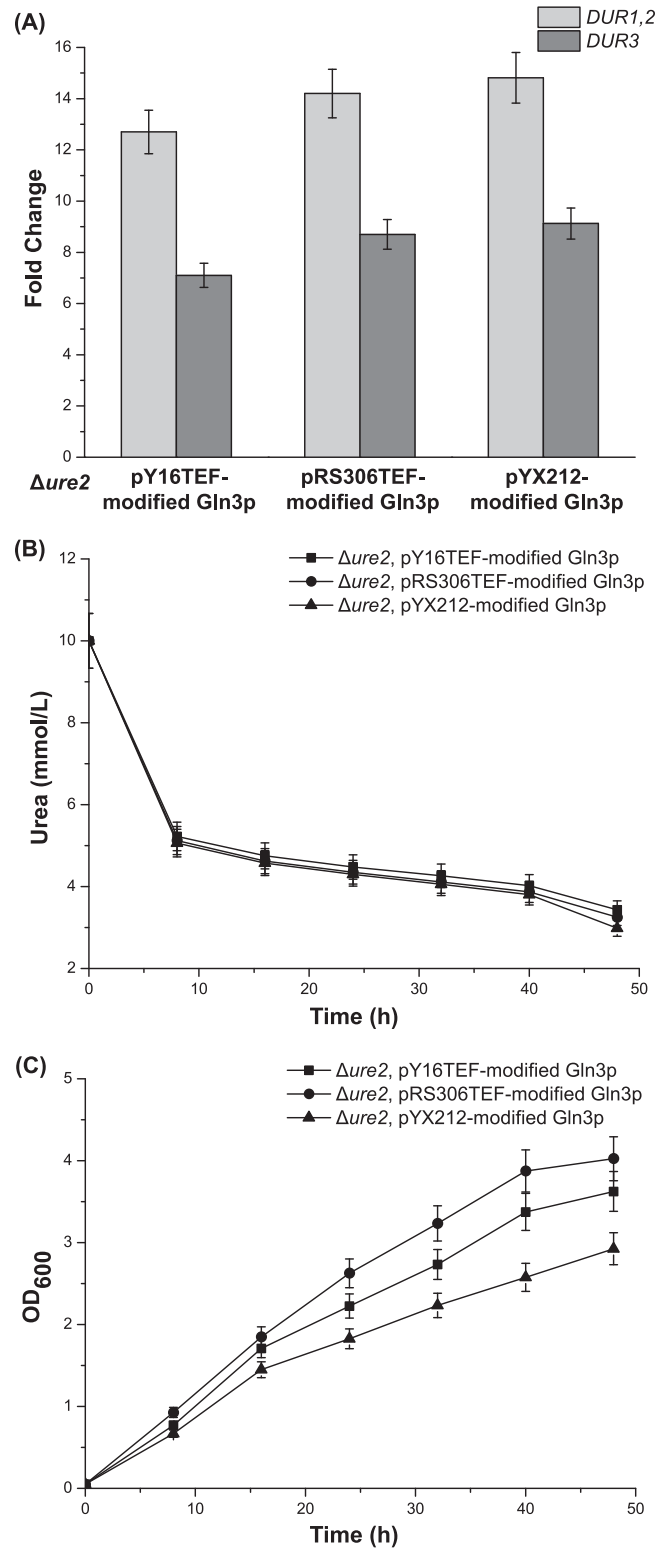 (A)
DUR1,2
DUR3
16
14
12
10
8
6
4
2
0
Fold Change
Δure2
pY16TEF-
modified Gln3p
pRS306TEF-
modified Gln3p
pYX212-
modified Gln3p
(B)
Δure2, pY16TEF-modified Gln3p
Δure2, pRS306TEF-modified Gln3p
Δure2, pYX212-modified Gln3p
12
10
8
6
4
2
Urea (mmol/L)
0 10 20 30 40 50
Time (h)
(C)
Δure2, pY16TEF-modified Gln3p
Δure2, pRS306TEF-modified Gln3p
Δure2, pYX212-modified Gln3p
5
4
3
2
1
0
OD600
0 10 20 30 40 50
Time (h)